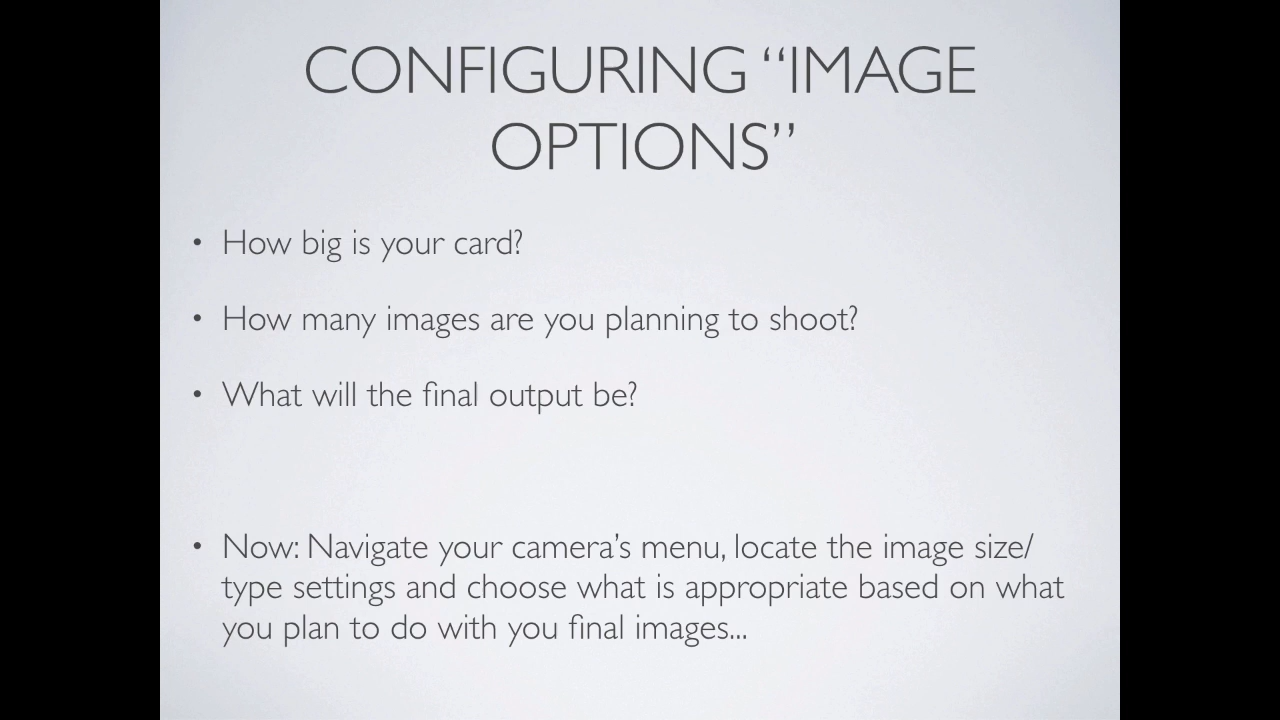 CONFIGURING “IMAGE
OPTIONS”
• How big is your card?
• How many images are you planning to shoot?
• What will the final output be?
• Now: Navigate your camera’s menu, locate the image size/
type settings and choose what is appropriate based on what
you plan to do with you final images...